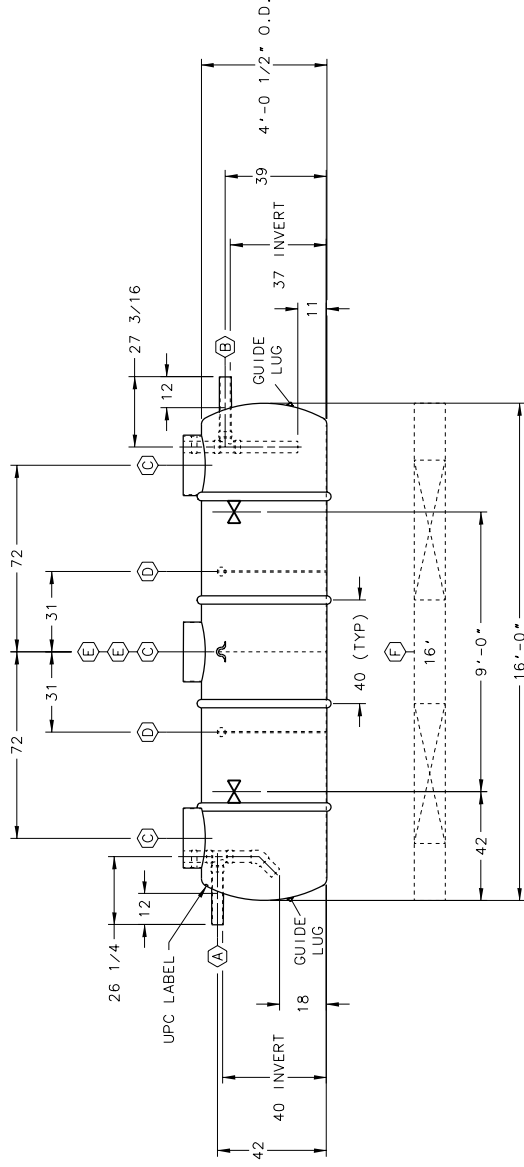 72
72
31
31
C
D
E
E
C
D
C
B
A
26 1/4
12
UPC LABEL
GUIDE
LUG
18
40 INVERT
42
27 3/16
12
GUIDE
LUG
11
37 INVERT
39
4'-0 1/2" O.D.
40 (TYP)
F
16'
9'-0"
42
16'-0"